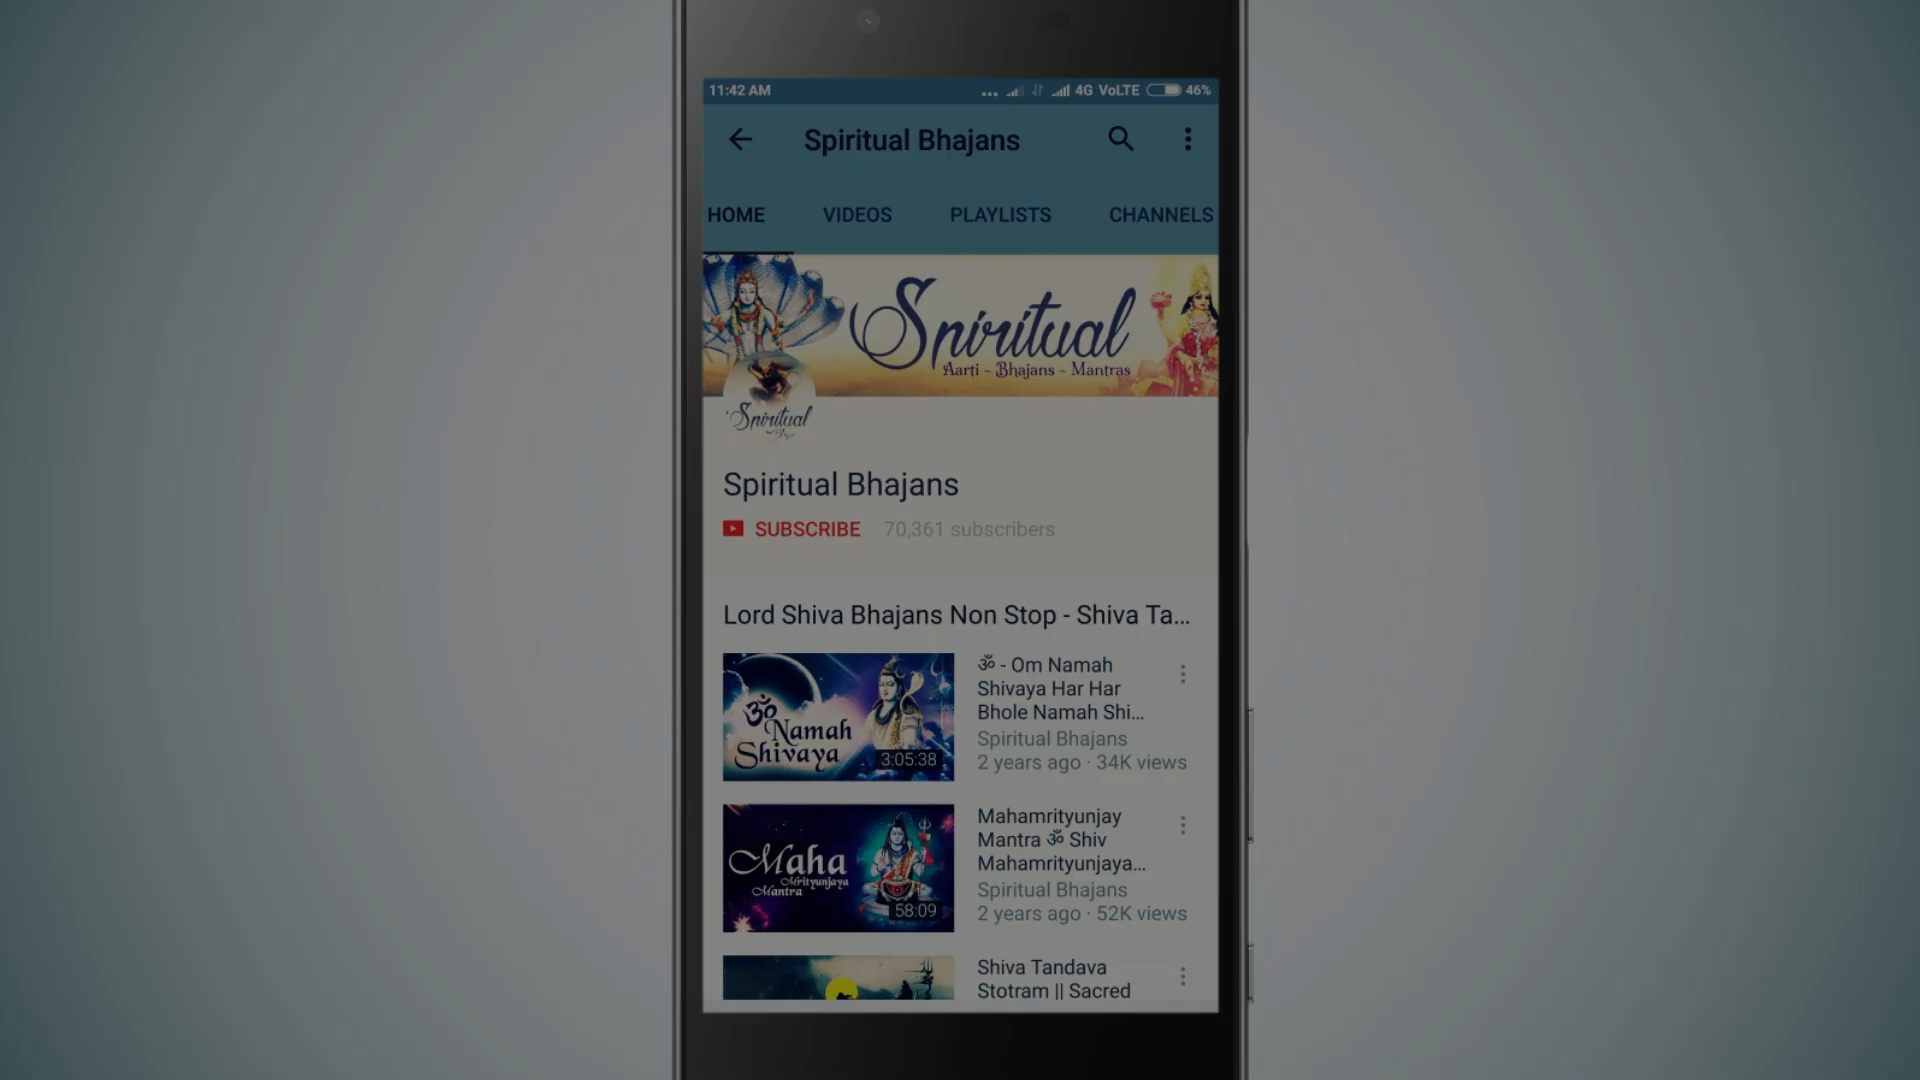 11:42 AM
4G VoLTE 46%
Spiritual Bhajans
HOME VIDEOS PLAYLISTS CHANNELS
Spiritual
Aarti ~ Bhajans ~ Mantras
Spiritual
Spiritual Bhajans
SUBSCRIBE 70,361 subscribers
Lord Shiva Bhajans Non Stop - Shiva Ta...
ॐ Namah
Shivaya
3:05:38
ॐ - Om Namah
Shivaya Har Har
Bhole Namah Shi...
Spiritual Bhajans
2 years ago · 34K views
Maha
Mrityunjaya
Mantra
58:09
Mahamrityunjay
Mantra ॐ Shiv
Mahamrityunjaya...
Spiritual Bhajans
2 years ago · 52K views
Shiva Tandava
Stotram || Sacred